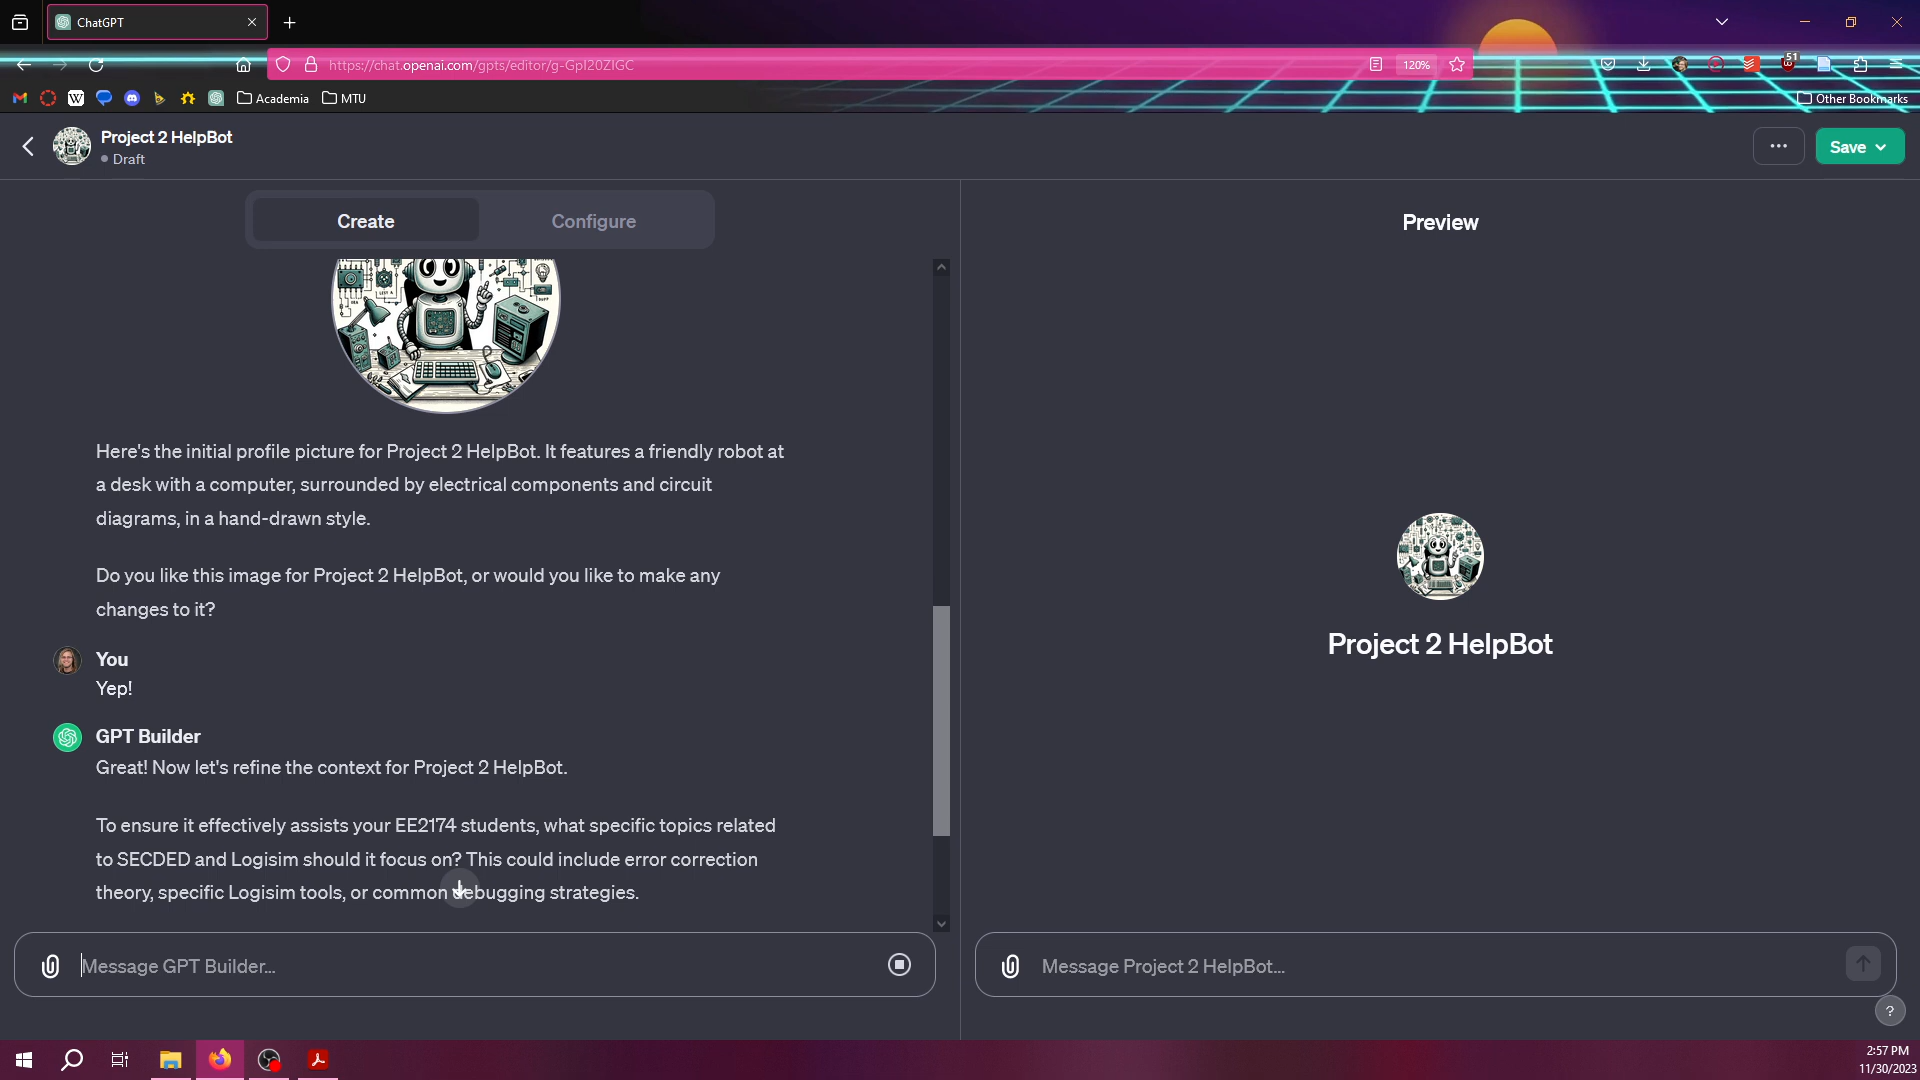 ChatGPT
https://chat.openai.com/gpts/editor/g-GpI20ZIGC
120%
51
Academia
MTU
Other Bookmarks
Project 2 HelpBot
Draft
Save
Create
Configure
Preview
Here's the initial profile picture for Project 2 HelpBot. It features a friendly robot at
a desk with a computer, surrounded by electrical components and circuit
diagrams, in a hand-drawn style.
Do you like this image for Project 2 HelpBot, or would you like to make any
changes to it?
You
Yep!
GPT Builder
Great! Now let's refine the context for Project 2 HelpBot.
To ensure it effectively assists your EE2174 students, what specific topics related
to SECDED and Logisim should it focus on? This could include error correction
theory, specific Logisim tools, or common debugging strategies.
Message GPT Builder...
Project 2 HelpBot
Message Project 2 HelpBot...
?
2:57 PM
11/30/2023